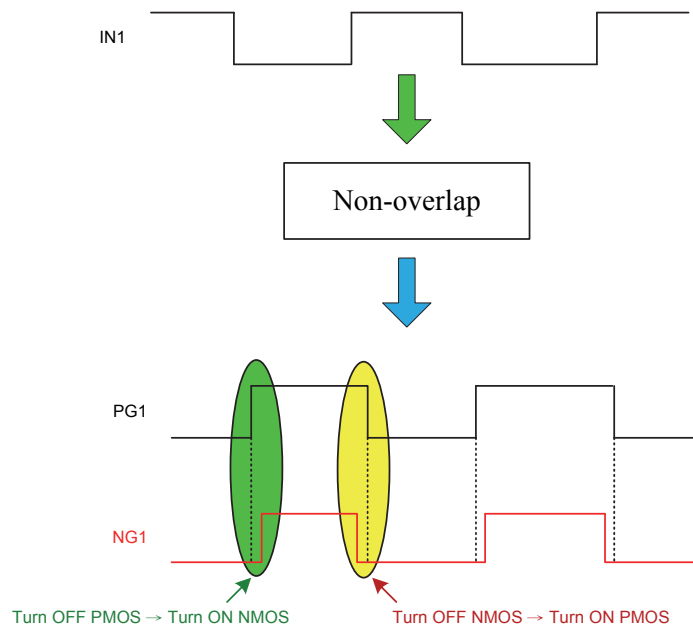 IN1
Non-overlap
PG1
NG1
Turn OFF PMOS → Turn ON NMOS
Turn OFF NMOS → Turn ON PMOS